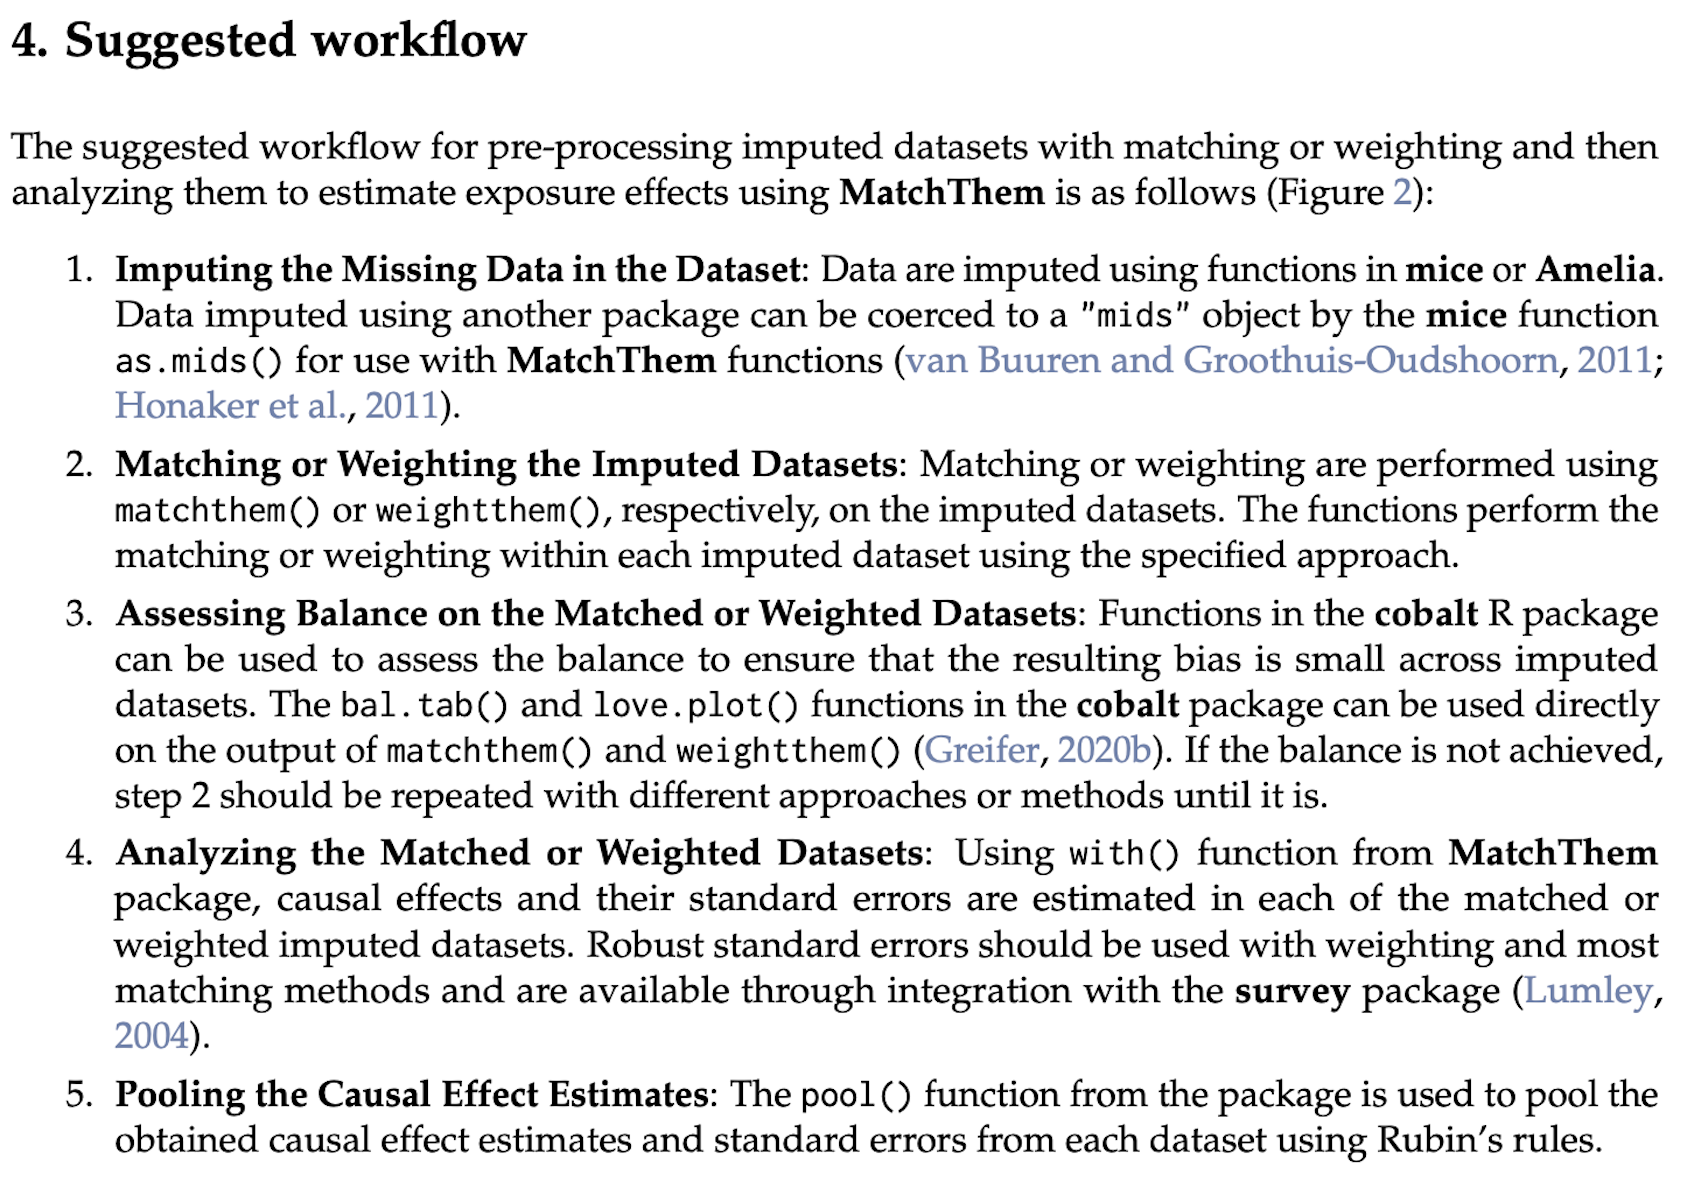 4. Suggested workflow
The suggested workflow for pre-processing imputed datasets with matching or weighting and then
analyzing them to estimate exposure effects using MatchThem is as follows (Figure 2):
1. Imputing the Missing Data in the Dataset: Data are imputed using functions in mice or Amelia.
Data imputed using another package can be coerced to a "mids" object by the mice function
as.mids() for use with MatchThem functions (van Buuren and Groothuis-Oudshoorn, 2011;
Honaker et al., 2011).
2. Matching or Weighting the Imputed Datasets: Matching or weighting are performed using
matchthem() or weightthem(), respectively, on the imputed datasets. The functions perform the
matching or weighting within each imputed dataset using the specified approach.
3. Assessing Balance on the Matched or Weighted Datasets: Functions in the cobalt R package
can be used to assess the balance to ensure that the resulting bias is small across imputed
datasets. The bal.tab() and love.plot() functions in the cobalt package can be used directly
on the output of matchthem() and weightthem() (Greifer, 2020b). If the balance is not achieved,
step 2 should be repeated with different approaches or methods until it is.
4. Analyzing the Matched or Weighted Datasets: Using with() function from MatchThem
package, causal effects and their standard errors are estimated in each of the matched or
weighted imputed datasets. Robust standard errors should be used with weighting and most
matching methods and are available through integration with the survey package (Lumley,
2004).
5. Pooling the Causal Effect Estimates: The pool() function from the package is used to pool the
obtained causal effect estimates and standard errors from each dataset using Rubin's rules.